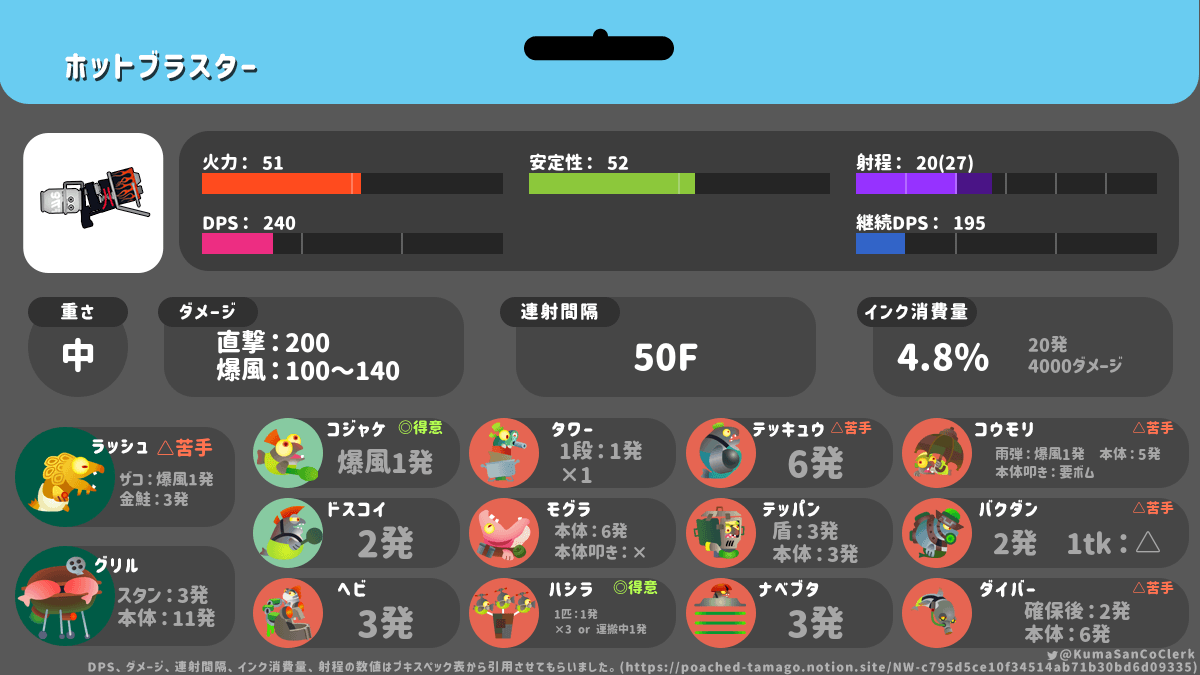 ホットブラスター
火力： 51
安定性： 52
射程： 20(27)
DPS： 240
継続DPS： 195
重さ
中
ダメージ
直撃：200
爆風：100〜140
連射間隔
50F
インク消費量
4.8%
20発
4000ダメージ
ラッシュ △苦手
ザコ：爆風1発
金鮭：3発
グリル
スタン：3発
本体：11発
コジャケ ◎得意
爆風1発
タワー
1段：1発
×1
テッキュウ △苦手
6発
コウモリ △苦手
雨弾：爆風1発 本体：5発
本体叩き：要ボム
ドスコイ
2発
モグラ
本体：6発
本体叩き：×
テッパン
盾：3発
本体：3発
バクダン △苦手
2発 1tk：△
ヘビ
3発
ハシラ ◎得意
1匹：1発
×3 or 運搬中1発
ナベブタ
3発
ダイバー △苦手
確保後：2発
本体：6発
@KumaSanCoClerk
DPS、ダメージ、連射間隔、インク消費量、射程の数値はブキスペック表から引用させてもらいました。(https://poached-tamago.notion.site/NW-c795d5ce10f34514ab71b30bd6d09335)